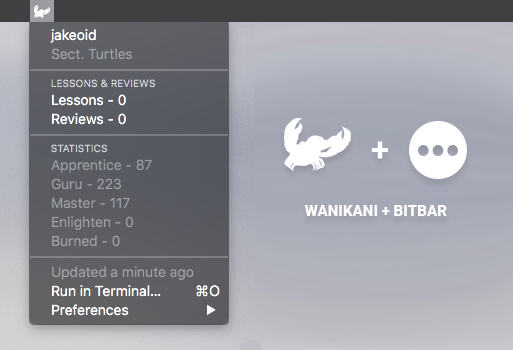 jakeoid
Sect. Turtles
LESSONS & REVIEWS
Lessons - 0
Reviews - 0
STATISTICS
Apprentice - 87
Guru - 223
Master - 117
Enlighten - 0
Burned - 0
Updated a minute ago
Run in Terminal... ⌘O
Preferences ▶
+
WANIKANI + BITBAR